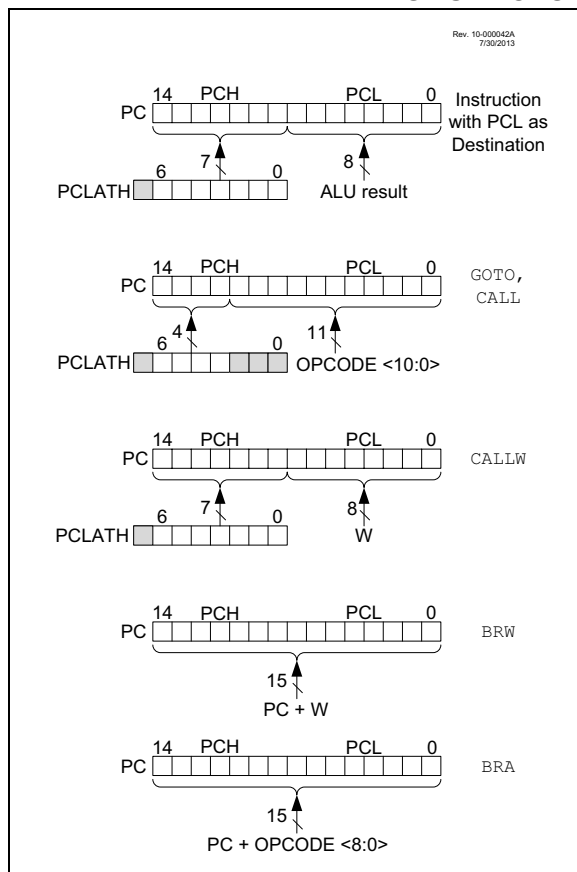 Rev. 10-000042A
7/30/2013
14 PCH PCL 0
PC
Instruction
with PCL as
Destination
7 8
6 0
PCLATH
ALU result
14 PCH PCL 0
PC
GOTO,
CALL
4 11
6 0
PCLATH
OPCODE <10:0>
14 PCH PCL 0
PC
CALLW
7 8
6 0
PCLATH
W
14 PCH PCL 0
PC
BRW
15
PC + W
14 PCH PCL 0
PC
BRA
15
PC + OPCODE <8:0>